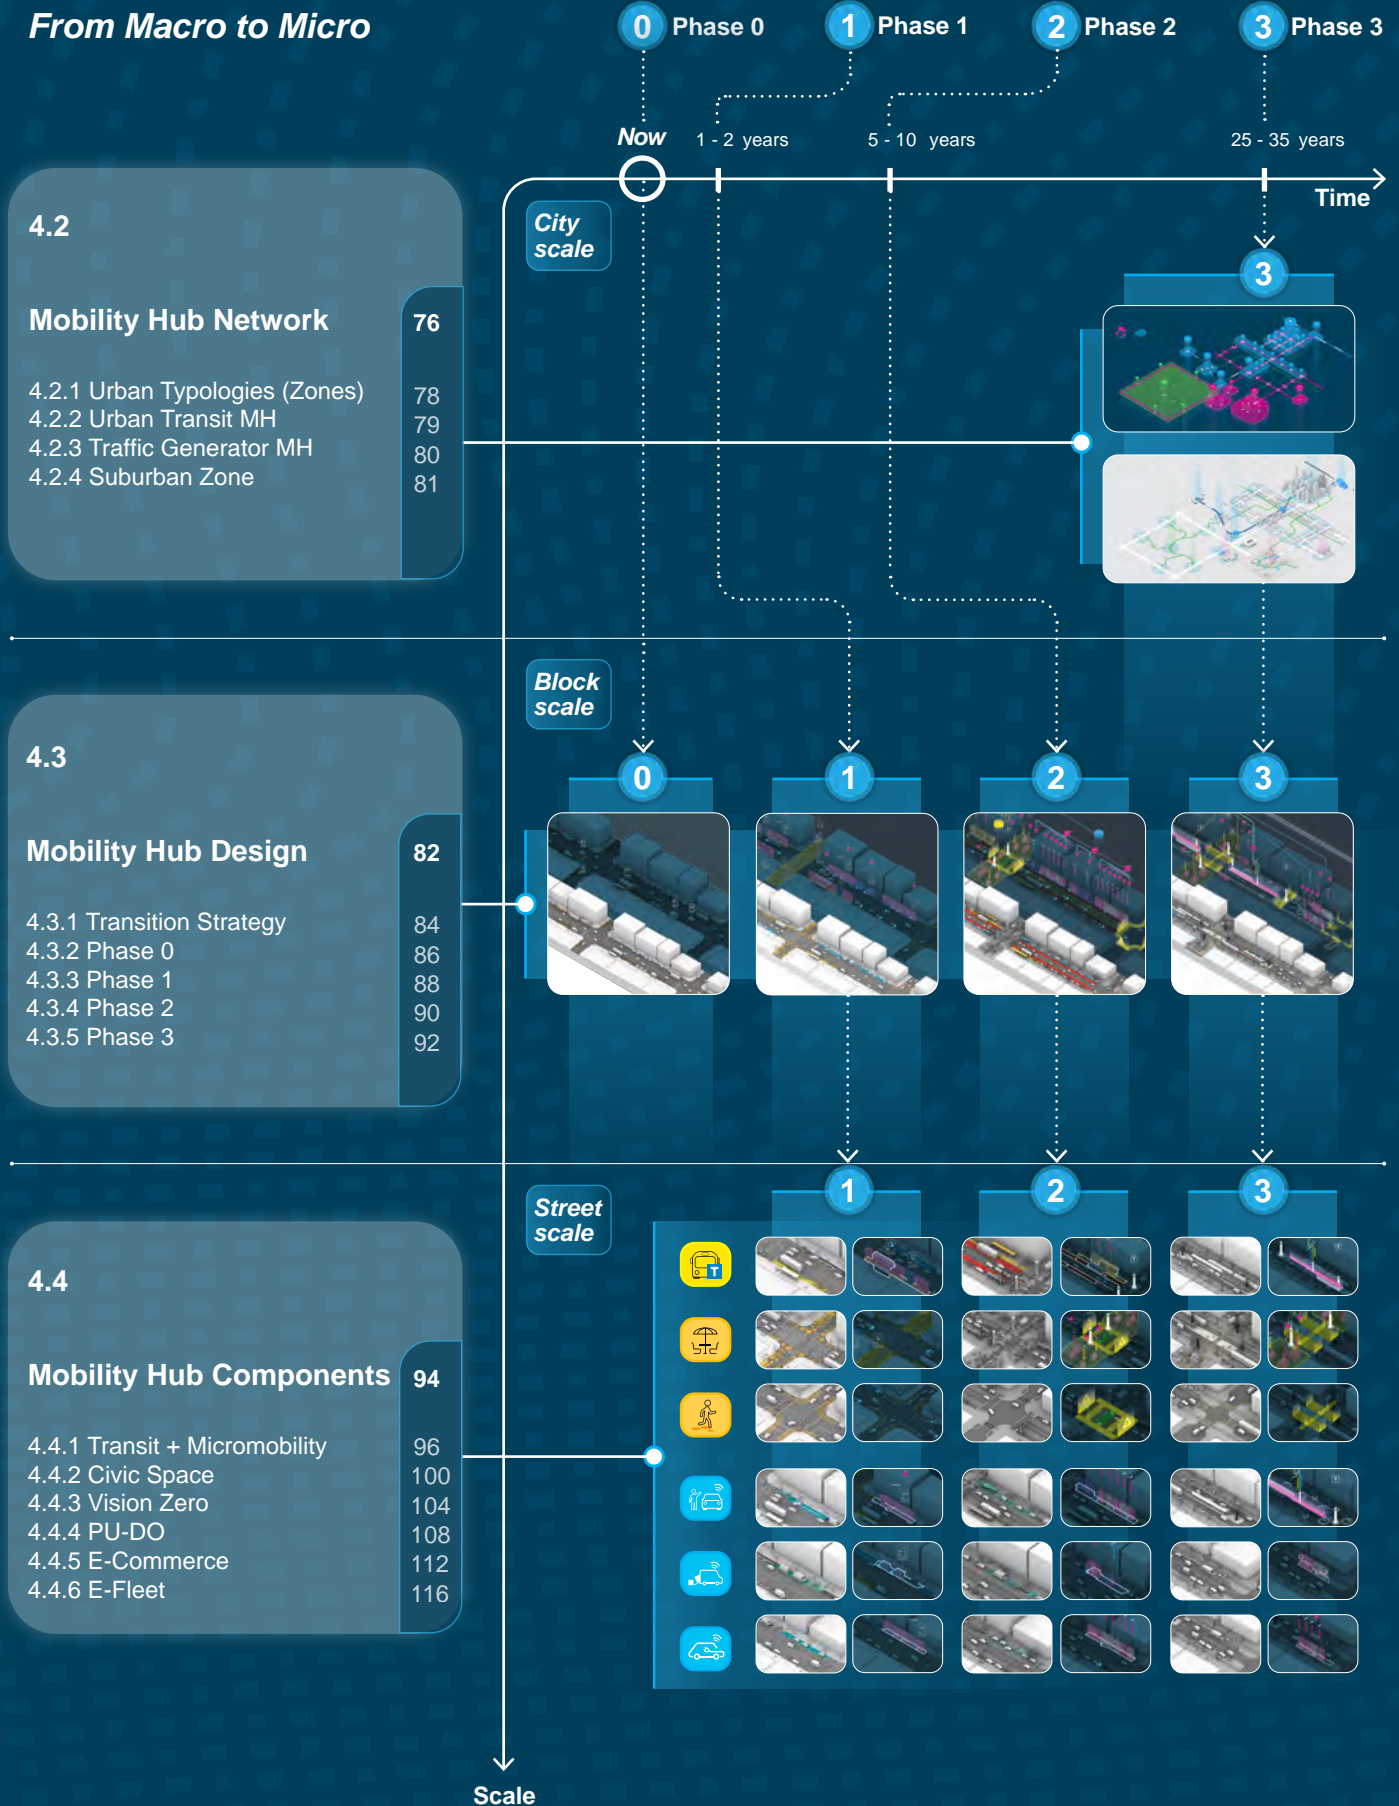 From Macro to Micro
0 Phase 0
1 Phase 1
2 Phase 2
3 Phase 3
Now
1 - 2 years
5 - 10 years
25 - 35 years
Time
4.2
Mobility Hub Network 76
4.2.1 Urban Typologies (Zones) 78
4.2.2 Urban Transit MH 79
4.2.3 Traffic Generator MH 80
4.2.4 Suburban Zone 81
City
scale
3
4.3
Mobility Hub Design 82
4.3.1 Transition Strategy 84
4.3.2 Phase 0 86
4.3.3 Phase 1 88
4.3.4 Phase 2 90
4.3.5 Phase 3 92
Block
scale
0
1
2
3
4.4
Mobility Hub Components 94
4.4.1 Transit + Micromobility 96
4.4.2 Civic Space 100
4.4.3 Vision Zero 104
4.4.4 PU-DO 108
4.4.5 E-Commerce 112
4.4.6 E-Fleet 116
Street
scale
1
2
3
T
Scale